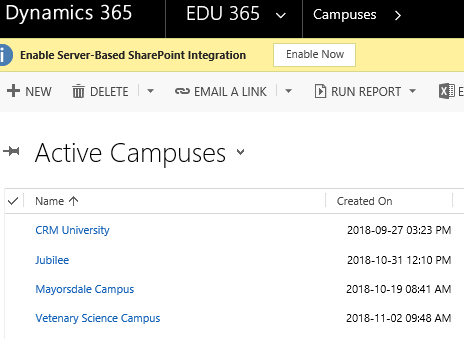 Dynamics 365 EDU 365 Campuses
Enable Server-Based SharePoint Integration Enable Now
NEW DELETE EMAIL A LINK RUN REPORT E
Active Campuses
Name Created On
CRM University 2018-09-27 03:23 PM
Jubilee 2018-10-31 12:10 PM
Mayorsdale Campus 2018-10-19 08:41 AM
Vetenary Science Campus 2018-11-02 09:48 AM